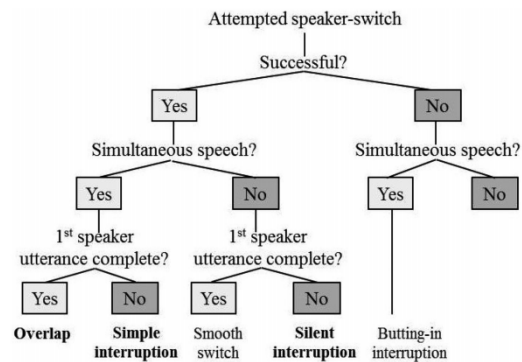 Attempted speaker-switch
Successful?
Yes
No
Simultaneous speech?
Simultaneous speech?
Yes
No
Yes
No
1st speaker
utterance complete?
1st speaker
utterance complete?
Yes
No
Yes
No
Overlap
Simple
interruption
Smooth
switch
Silent
interruption
Butting-in
interruption